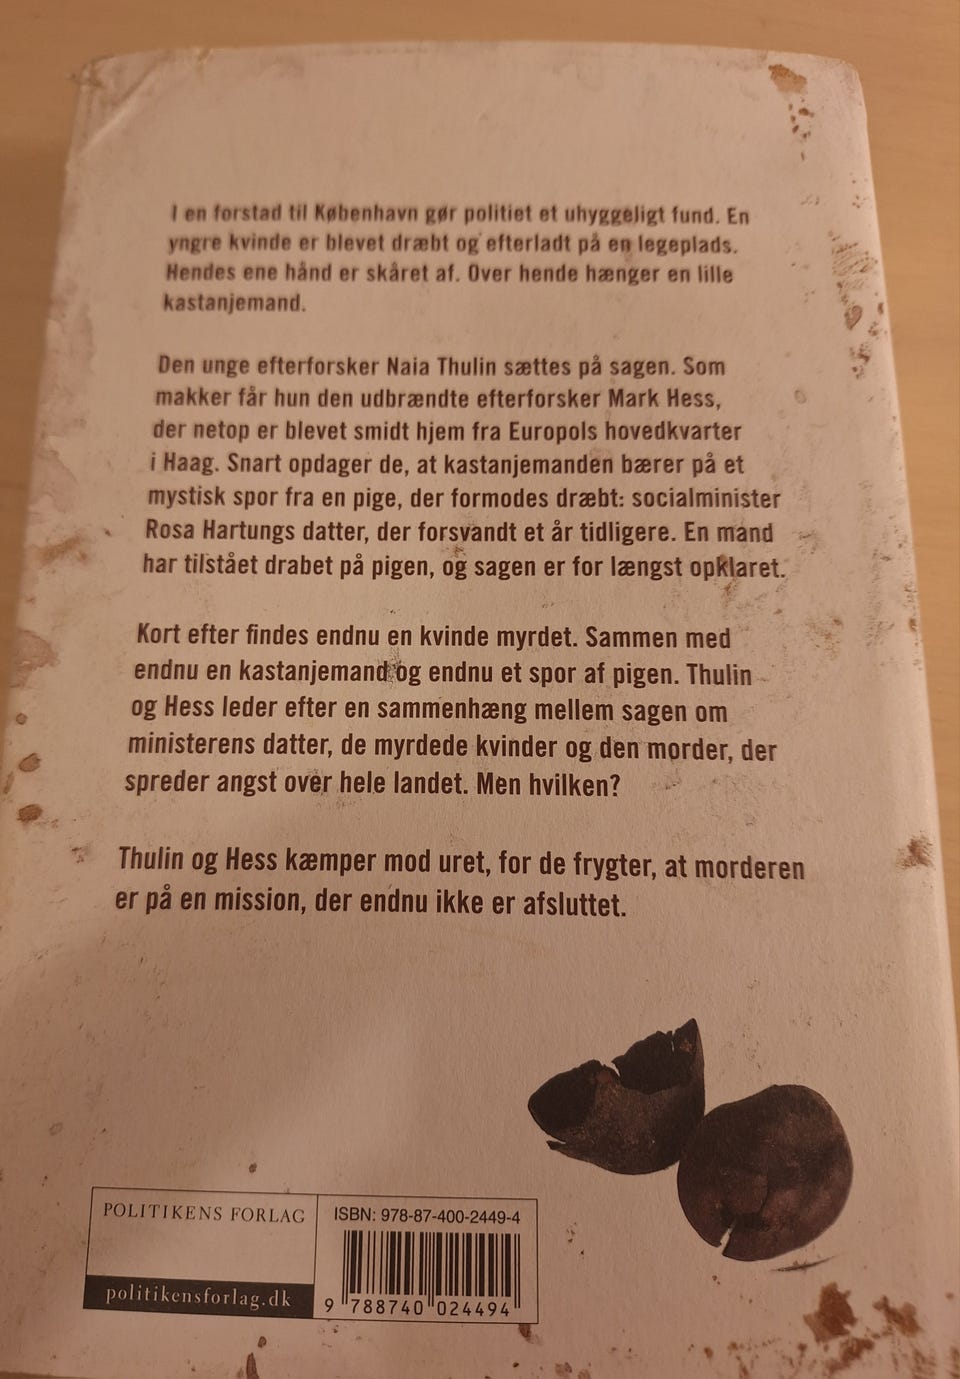 I en forstad til København gør politiet et uhyggeligt fund. En
yngre kvinde er blevet dræbt og efterladt på en legeplads.
Hendes ene hånd er skåret af. Over hende hænger en lille
kastanjemand.
Den unge efterforsker Naia Thulin sættes på sagen. Som
makker får hun den udbrændte efterforsker Mark Hess,
der netop er blevet smidt hjem fra Europols hovedkvarter
i Haag. Snart opdager de, at kastanjemanden bærer på et
mystisk spor fra en pige, der formodes dræbt: socialminister
Rosa Hartungs datter, der forsvandt et år tidligere. En mand
har tilstået drabet på pigen, og sagen er for længst opklaret.
Kort efter findes endnu en kvinde myrdet. Sammen med
endnu en kastanjemand og endnu et spor af pigen. Thulin
og Hess leder efter en sammenhæng mellem sagen om
ministerens datter, de myrdede kvinder og den morder, der
spreder angst over hele landet. Men hvilken?
Thulin og Hess kæmper mod uret, for de frygter, at morderen
er på en mission, der endnu ikke er afsluttet.
POLITIKENS FORLAG
politikensforlag.dk
ISBN: 978-87-400-2449-4
9 788740 024494